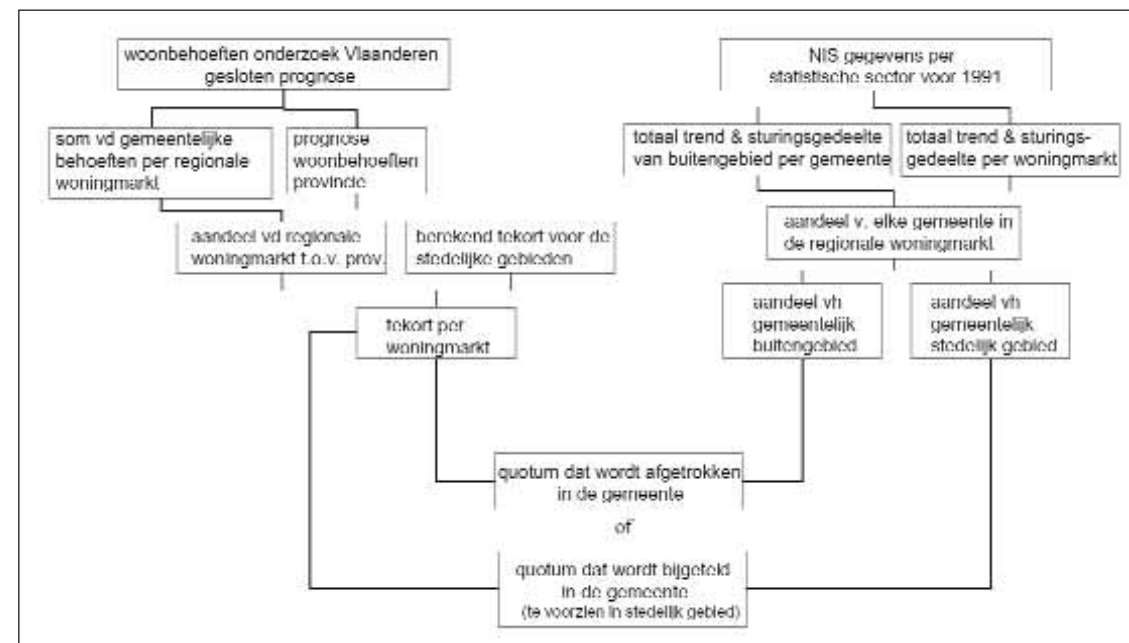 woonbehoeften onderzoek Vlaanderen
gesloten prognose
NIS gegevens per
statistische sector voor 1991
som vd gemeentelijke
behoeften per regionale
woningmarkt
prognose
woonbehoeften
provincie
totaal trend & sturingsgedeelte
van buitengebied per gemeente
totaal trend & sturings-
gedeelte per woningmarkt
aandeel vd regionale
woningmarkt t.o.v. prov.
berekend tekort voor de
stedelijke gebieden
aandeel v. elke gemeente in
de regionale woningmarkt
tekort per
woningmarkt
aandeel vh
gemeentelijk
buitengebied
aandeel vh
gemeentelijk
stedelijk gebied
quotum dat wordt afgetrokken
in de gemeente
of
quotum dat wordt bijgeteld
in de gemeente
(te voorzien in stedelijk gebied)